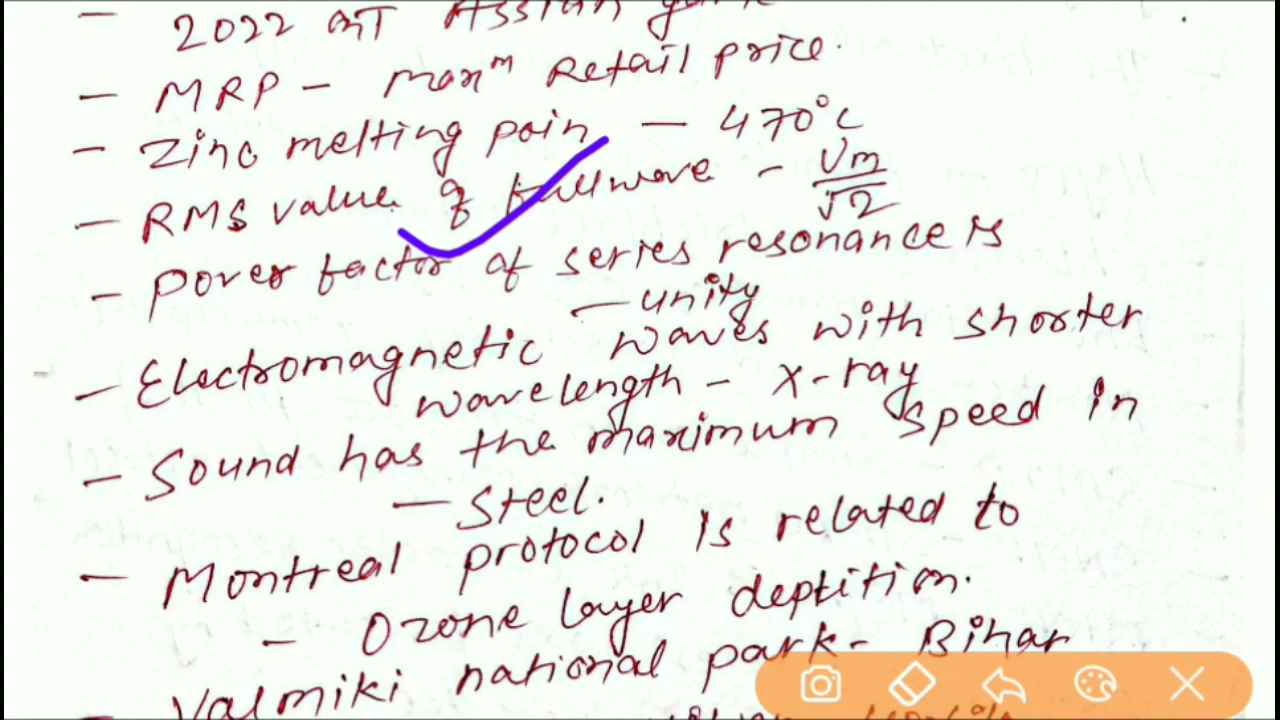 - 2022 Assian
- MRP - Maxm Retail price.
- Zinc melting poin - 470°c
- RMS value of fullwave - Vm/√2
- Power factor of series resonance is
- unity
- Electromagnetic waves with shorter
wavelength - X-ray
- Sound has the maximum speed in
- Steel.
- Montreal protocol is related to
- Ozone layer depltition.
- Valmiki national park - Bihar